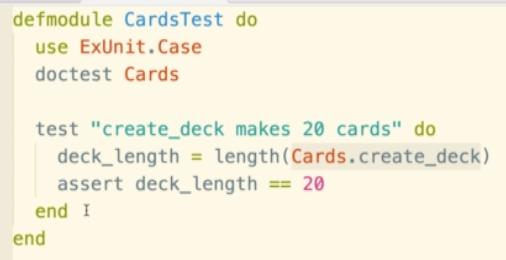 defmodule CardsTest do
  use ExUnit.Case
  doctest Cards

  test "create_deck makes 20 cards" do
    deck_length = length(Cards.create_deck)
    assert deck_length == 20
  end
end